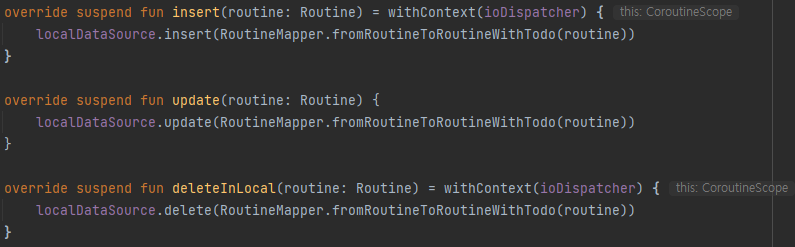 override suspend fun insert(routine: Routine) = withContext(ioDispatcher) { this: CoroutineScope
    localDataSource.insert(RoutineMapper.fromRoutineToRoutineWithTodo(routine))
}
override suspend fun update(routine: Routine) {
    localDataSource.update(RoutineMapper.fromRoutineToRoutineWithTodo(routine))
}
override suspend fun deleteInLocal(routine: Routine) = withContext(ioDispatcher) { this: CoroutineScope
    localDataSource.delete(RoutineMapper.fromRoutineToRoutineWithTodo(routine))
}